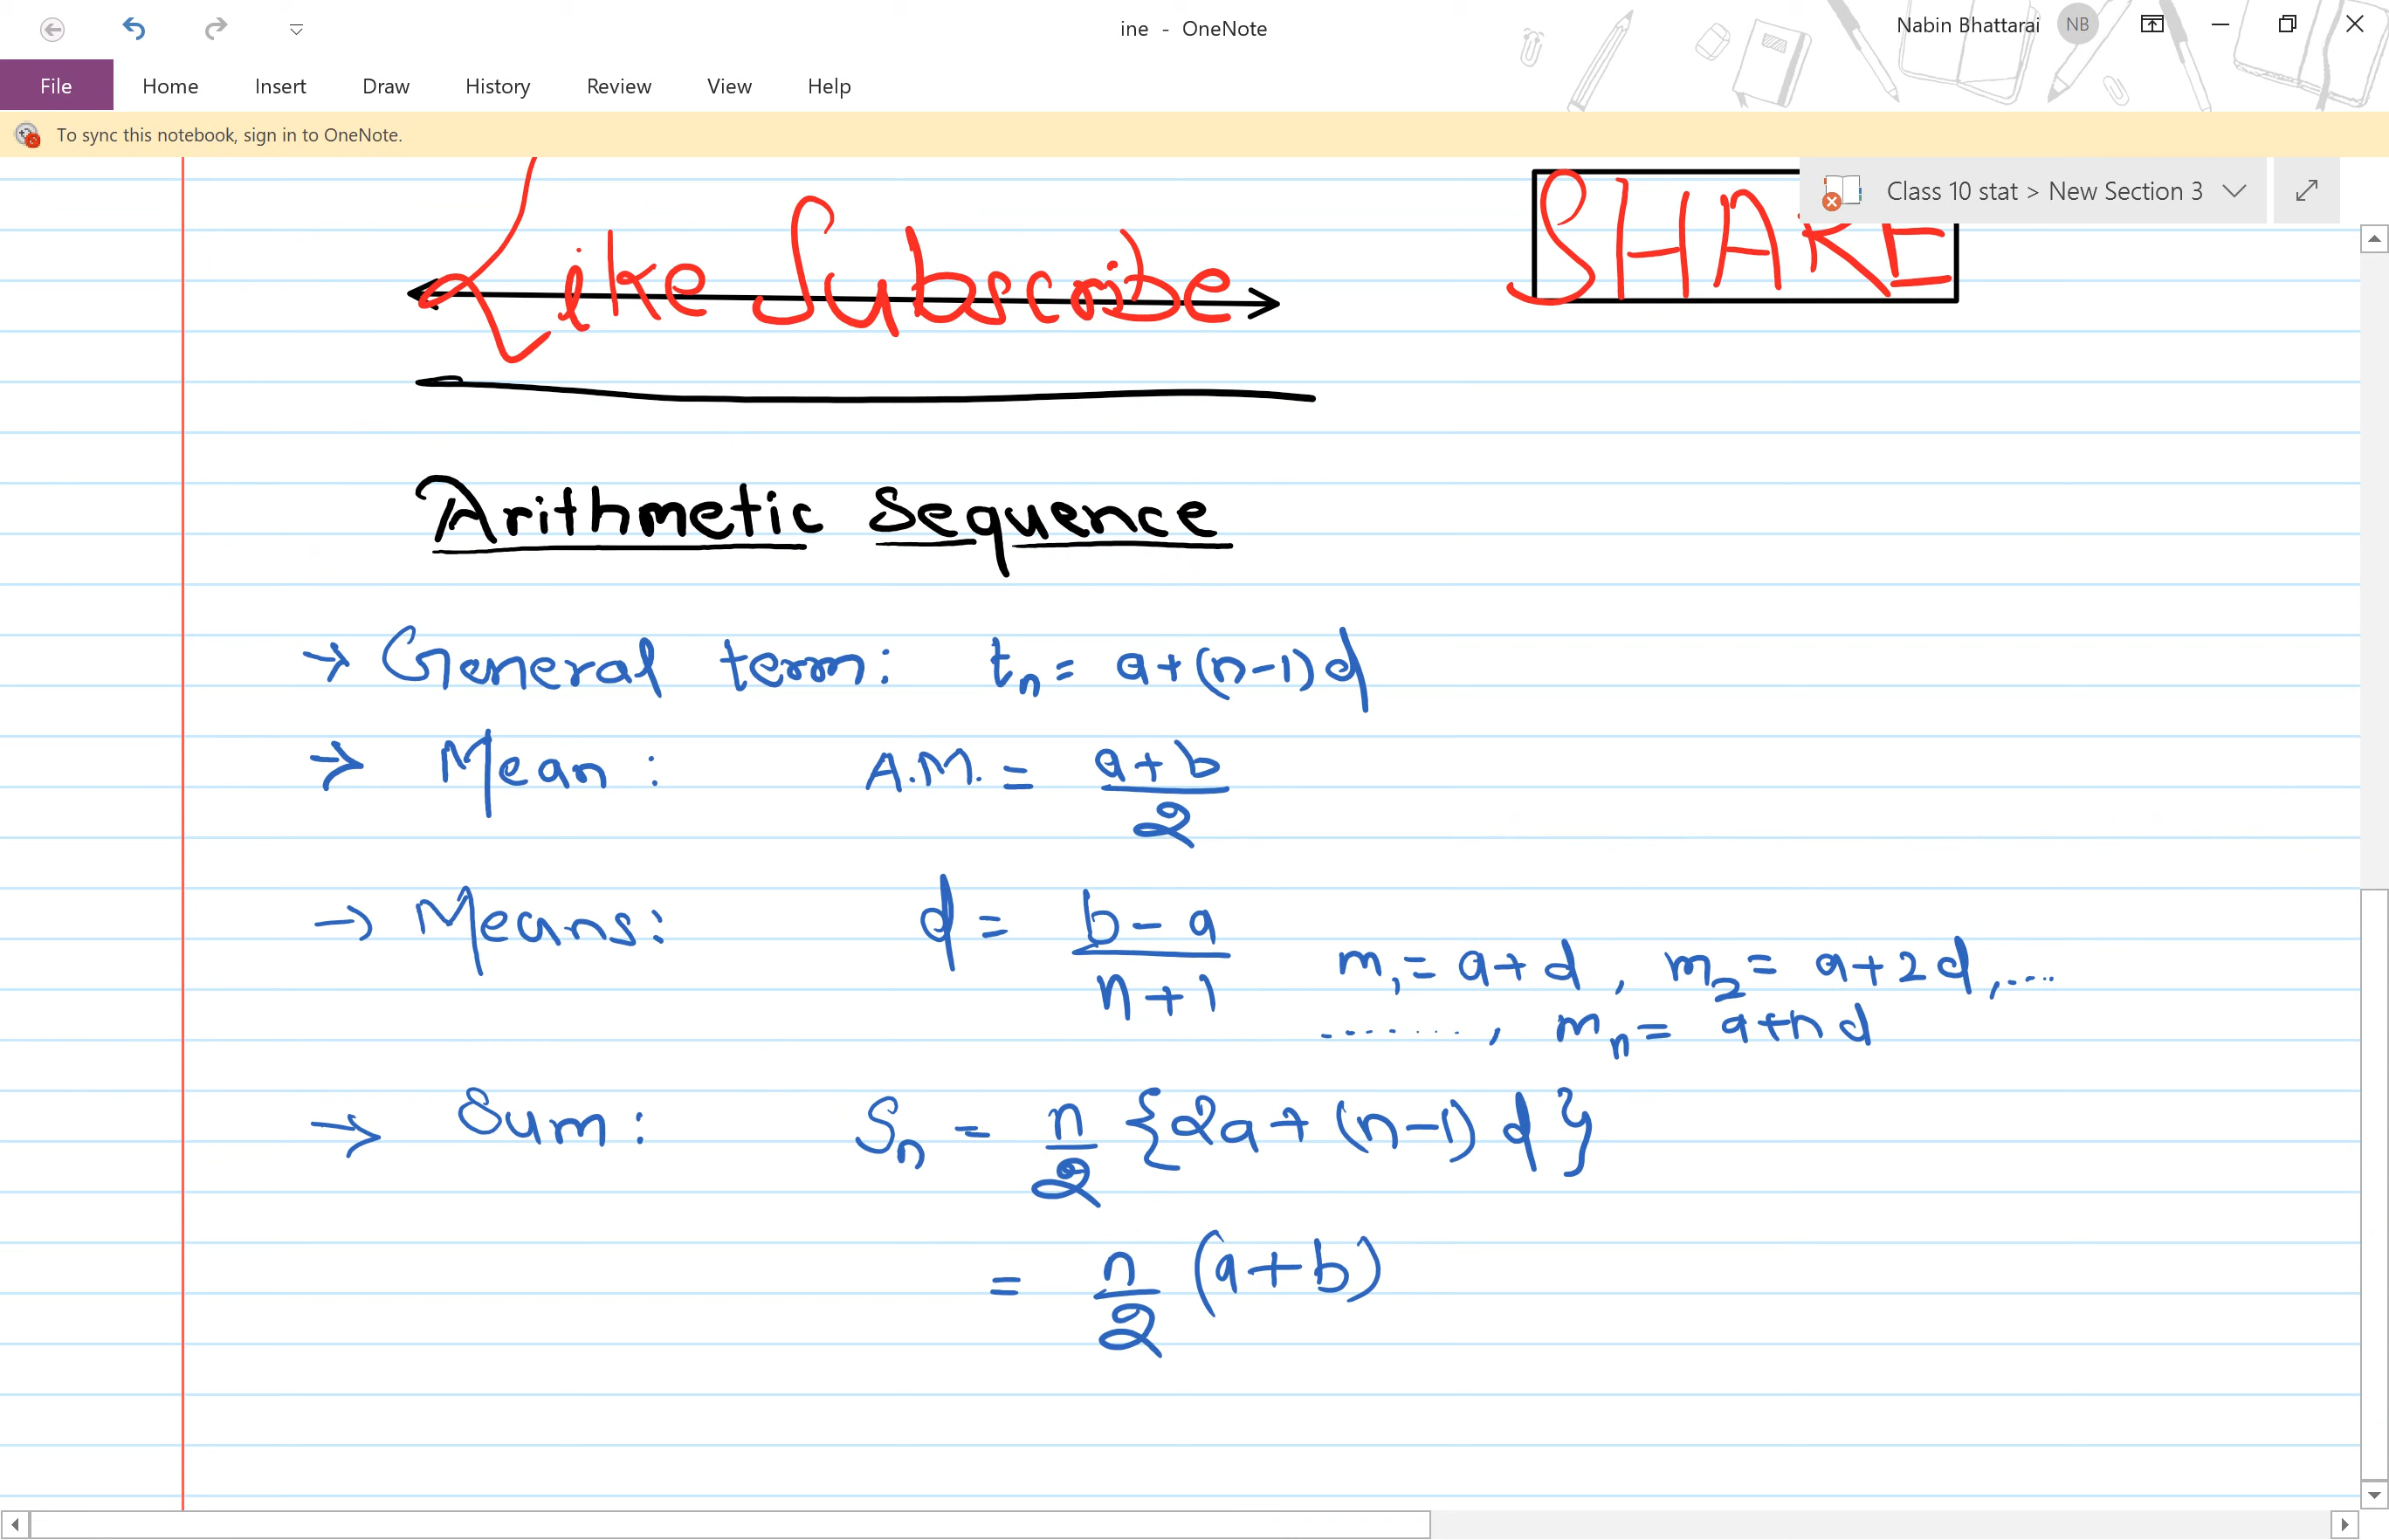 ine - OneNote
Nabin Bhattarai NB
File Home Insert Draw History Review View Help
To sync this notebook, sign in to OneNote.
Class 10 stat > New Section 3
Like Subscribe SHARE
Arithmetic Sequence
→ General term: tₙ = a+(n-1)d
→ Mean: A.M. = (a+b)/2
→ Means: d = (b-a)/(n+1) m₁ = a+d, m₂ = a+2d, ....
........, mₙ = a+nd
→ Sum: Sₙ = n/2 {2a+(n-1)d}
= n/2 (a+b)